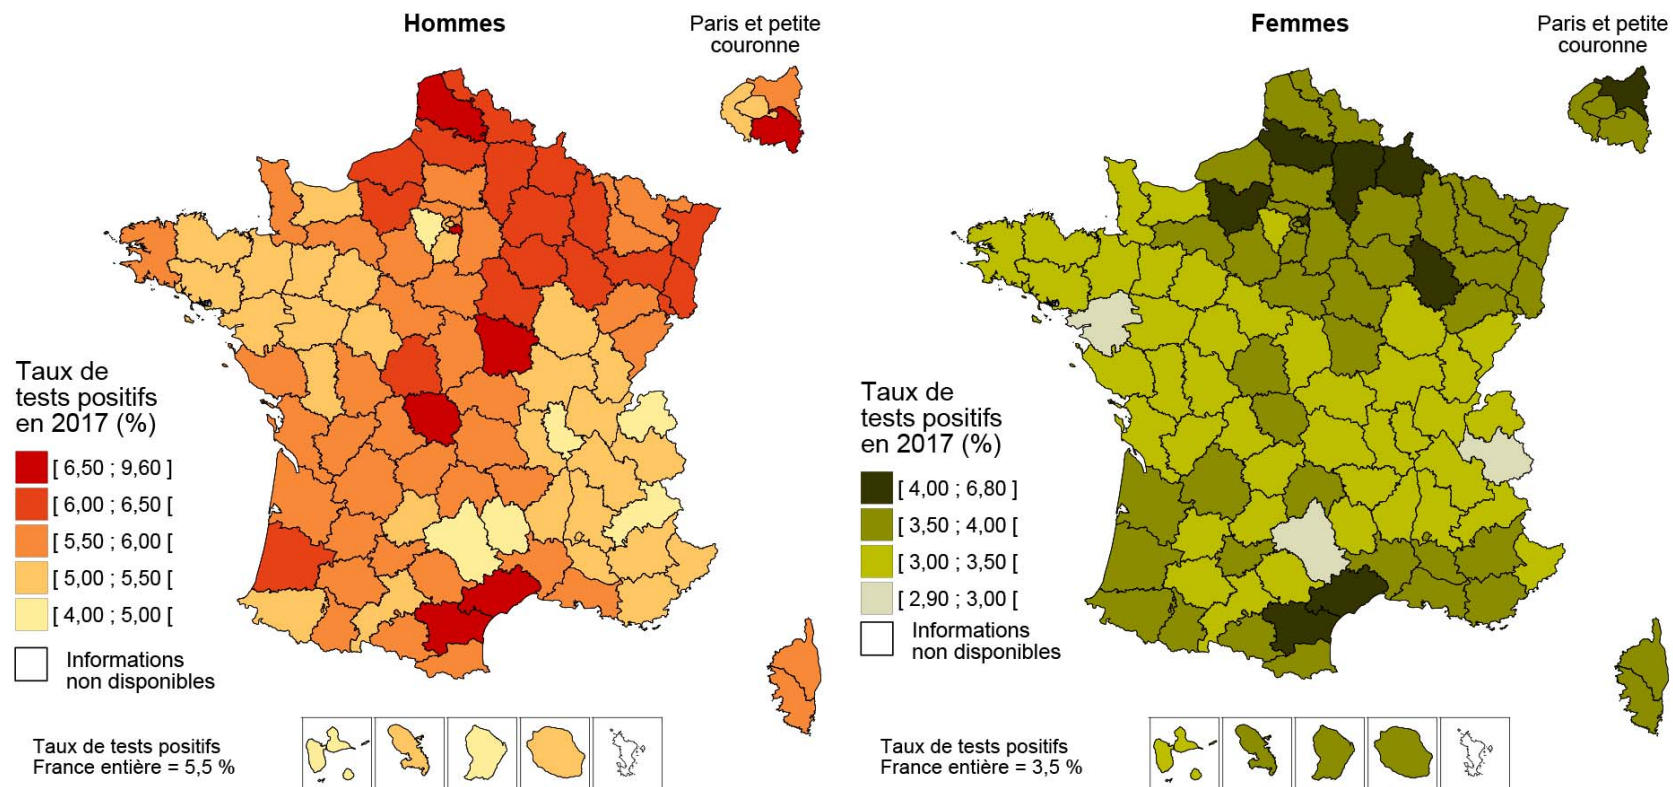 Hommes
Paris et petite
couronne
Taux de
tests positifs
en 2017 (%)
[ 6,50 ; 9,60 ]
[ 6,00 ; 6,50 [
[ 5,50 ; 6,00 [
[ 5,00 ; 5,50 [
[ 4,00 ; 5,00 [
Informations
non disponibles
Taux de tests positifs
France entière = 5,5 %
Femmes
Paris et petite
couronne
Taux de
tests positifs
en 2017 (%)
[ 4,00 ; 6,80 ]
[ 3,50 ; 4,00 [
[ 3,00 ; 3,50 [
[ 2,90 ; 3,00 [
Informations
non disponibles
Taux de tests positifs
France entière = 3,5 %